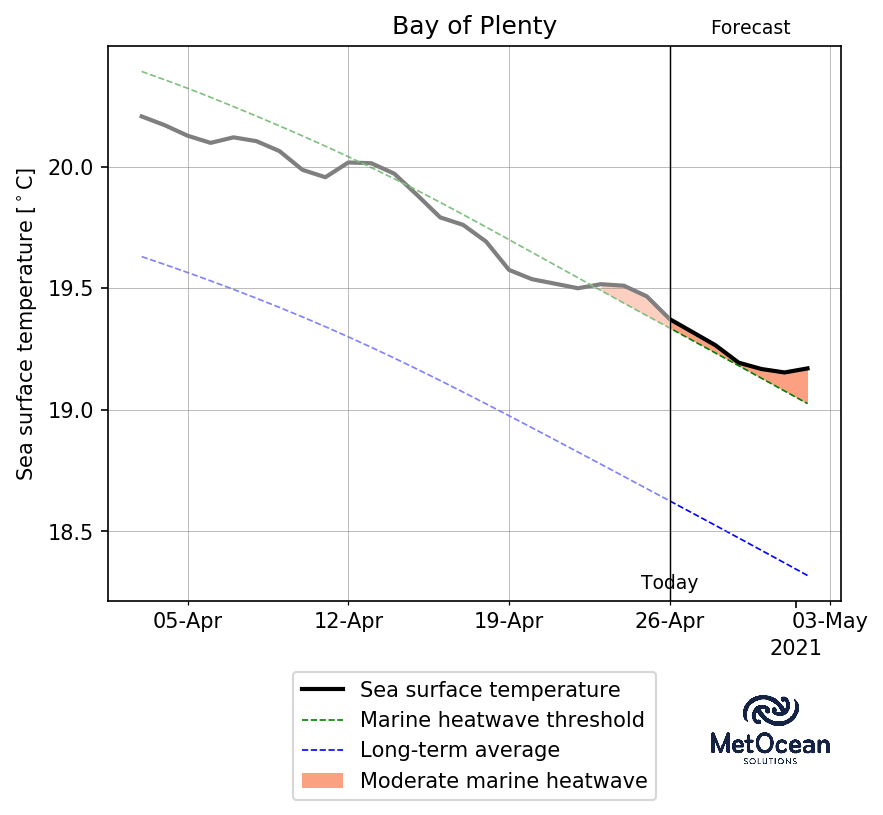 Bay of Plenty
Forecast
Sea surface temperature [°C]
20.0
19.5
19.0
18.5
Today
05-Apr
12-Apr
19-Apr
26-Apr
03-May
2021
Sea surface temperature
Marine heatwave threshold
Long-term average
Moderate marine heatwave
MetOcean
SOLUTIONS